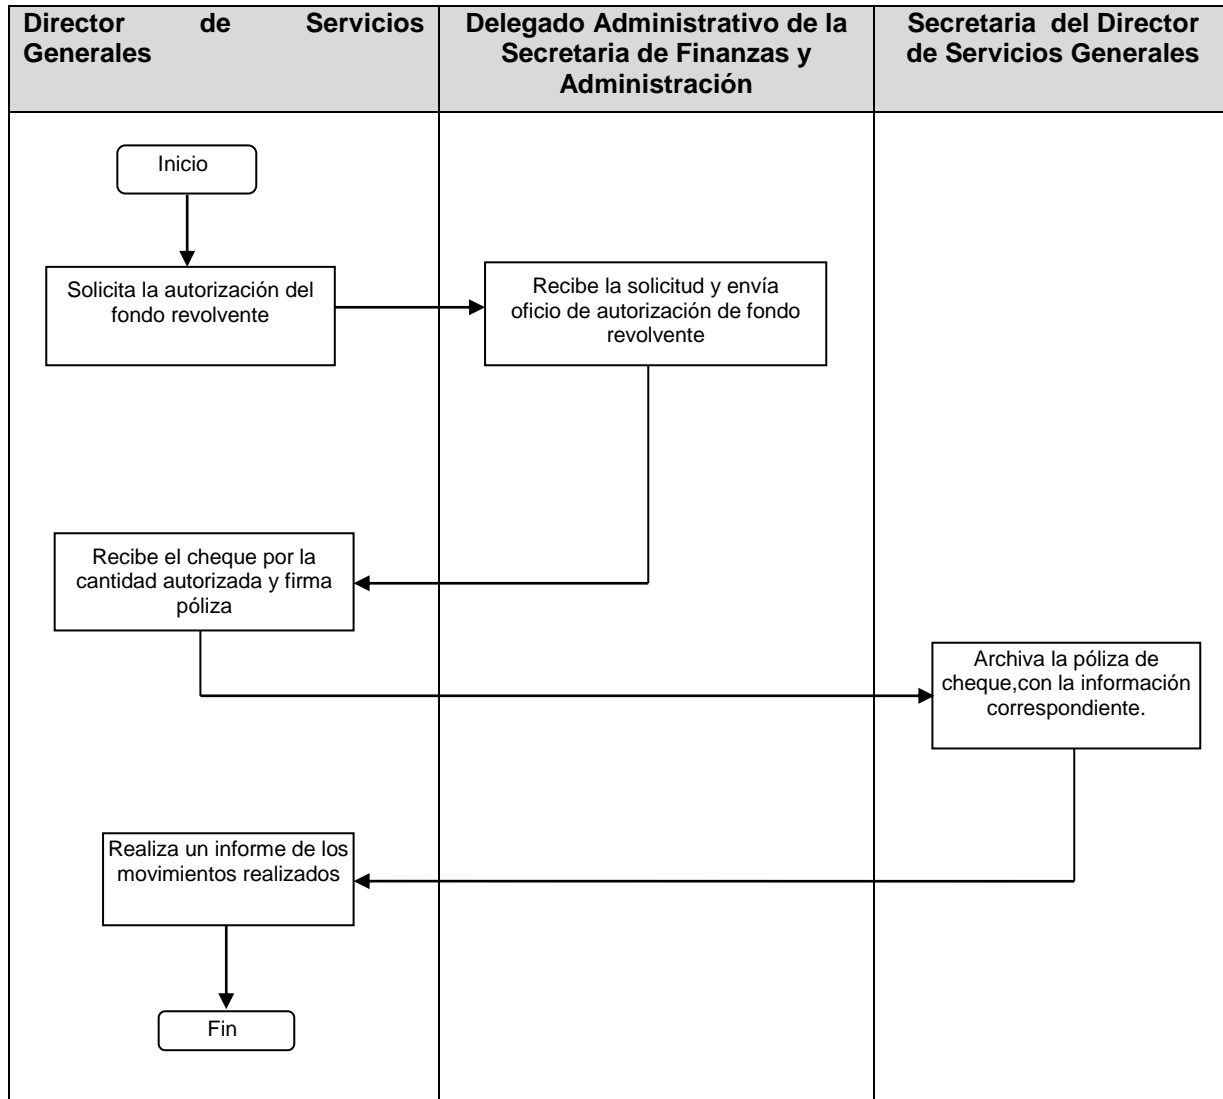 Director de Servicios
Generales
Delegado Administrativo de la
Secretaria de Finanzas y
Administración
Secretaria del Director
de Servicios Generales
Inicio
Solicita la autorización del
fondo revolvente
Recibe la solicitud y envía
oficio de autorización de fondo
revolvente
Recibe el cheque por la
cantidad autorizada y firma
póliza
Archiva la póliza de
cheque,con la información
correspondiente.
Realiza un informe de los
movimientos realizados
Fin